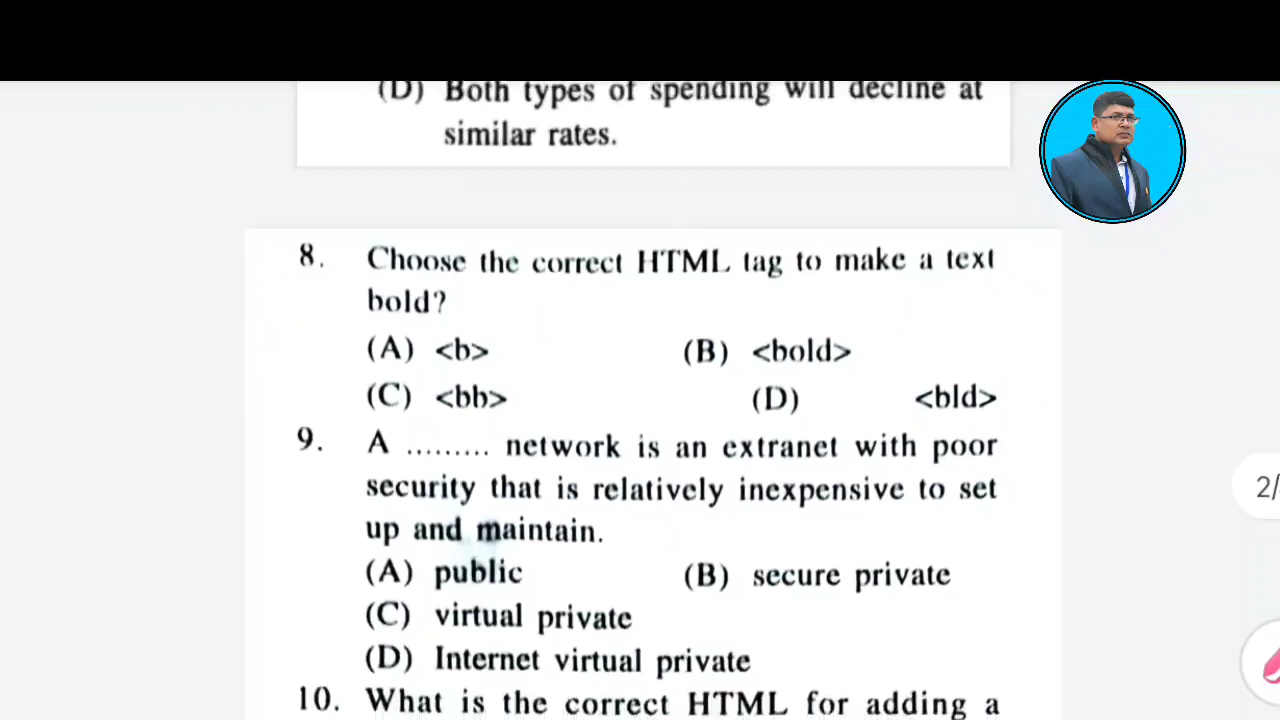 (D) Both types of spending will decline at
similar rates.
8. Choose the correct HTML tag to make a text
bold?
(A) <b> (B) <bold>
(C) <bb> (D) <bld>
9. A ......... network is an extranet with poor
security that is relatively inexpensive to set
up and maintain.
(A) public (B) secure private
(C) virtual private
(D) Internet virtual private
10. What is the correct HTML for adding a
2/